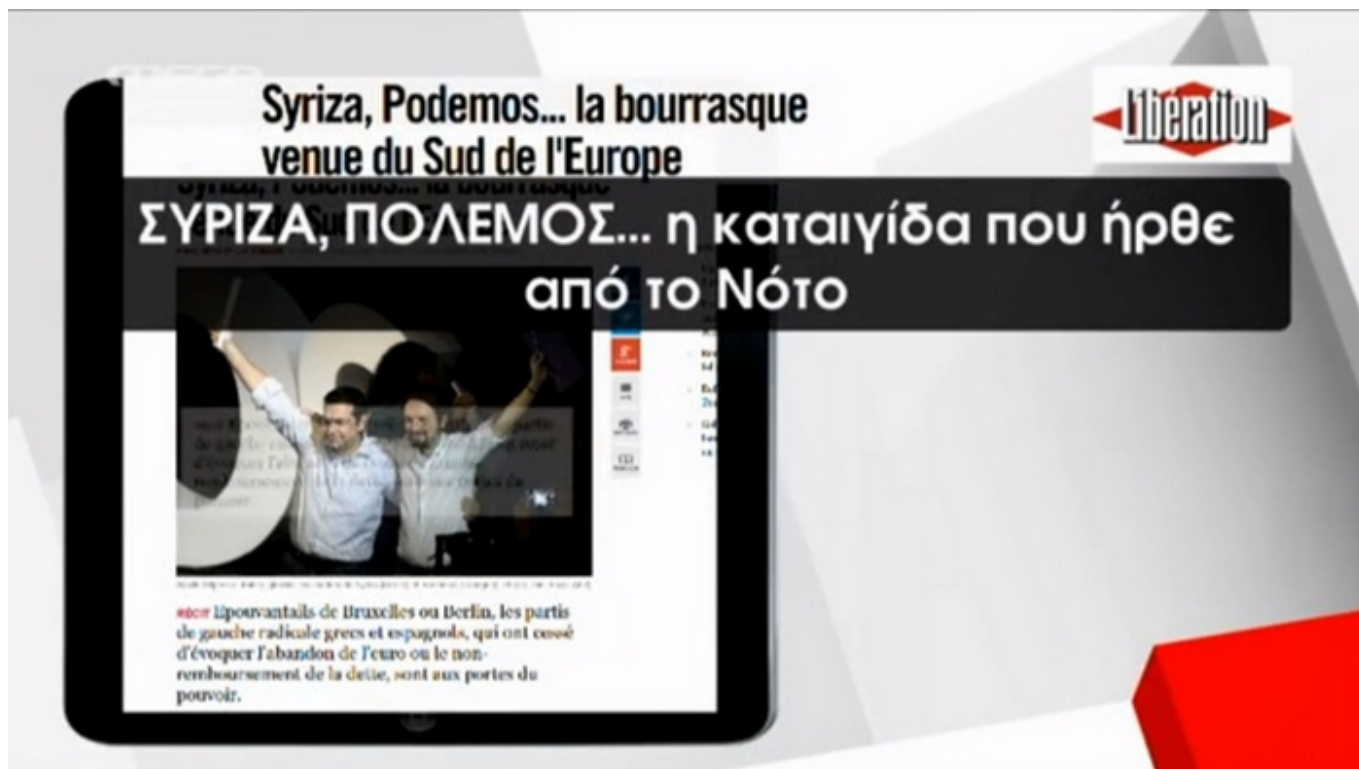 Syriza, Podemos... la bourrasque
venue du Sud de l'Europe
Libération
ΣΥΡΙΖΑ, ΠΟΛΕΜΟΣ... η καταιγίδα που ήρθε
από το Νότο
RÉCIT Epouvantails de Bruxelles ou Berlin, les partis
de gauche radicale grecs et espagnols, qui ont cessé
d'évoquer l'abandon de l'euro ou le non-
remboursement de la dette, sont aux portes du
pouvoir.